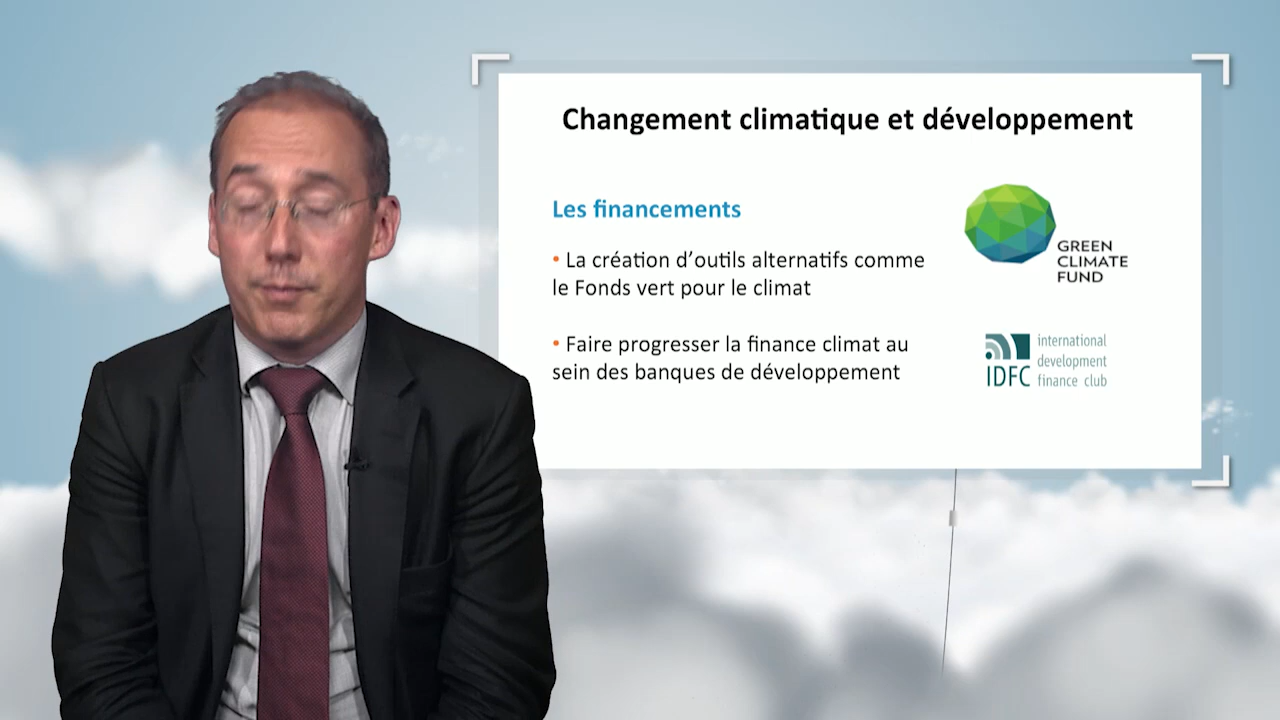 Changement climatique et développement
Les financements
• La création d’outils alternatifs comme
le Fonds vert pour le climat
• Faire progresser la finance climat au
sein des banques de développement
GREEN
CLIMATE
FUND
IDFC
international
development
finance club